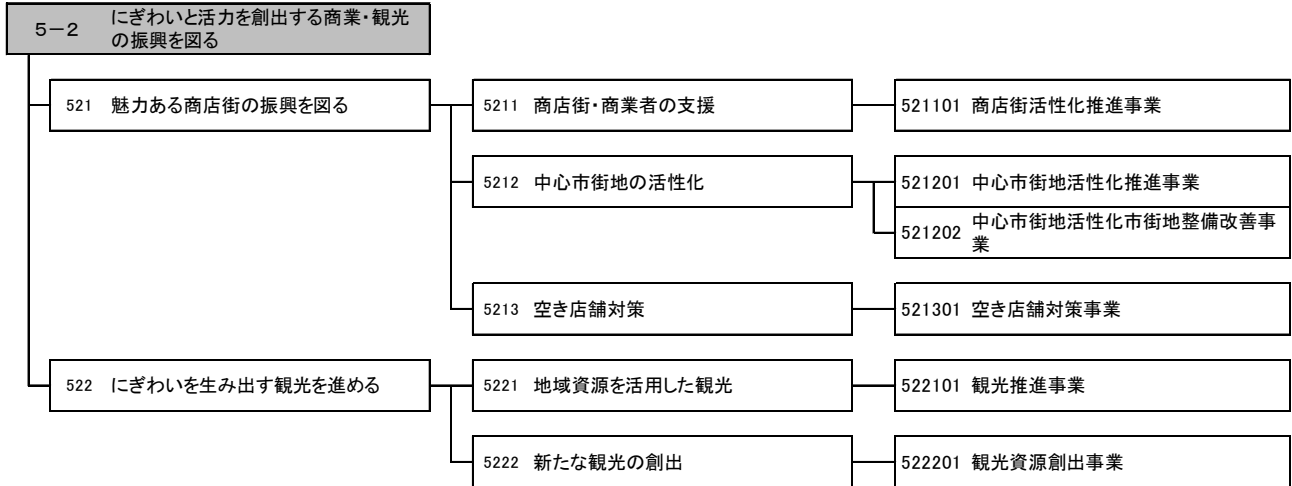 5－2 にぎわいと活力を創出する商業・観光
の振興を図る
521 魅力ある商店街の振興を図る
5211 商店街・商業者の支援
521101 商店街活性化推進事業
5212 中心市街地の活性化
521201 中心市街地活性化推進事業
521202 中心市街地活性化市街地整備改善事
業
5213 空き店舗対策
521301 空き店舗対策事業
522 にぎわいを生み出す観光を進める
5221 地域資源を活用した観光
522101 観光推進事業
5222 新たな観光の創出
522201 観光資源創出事業